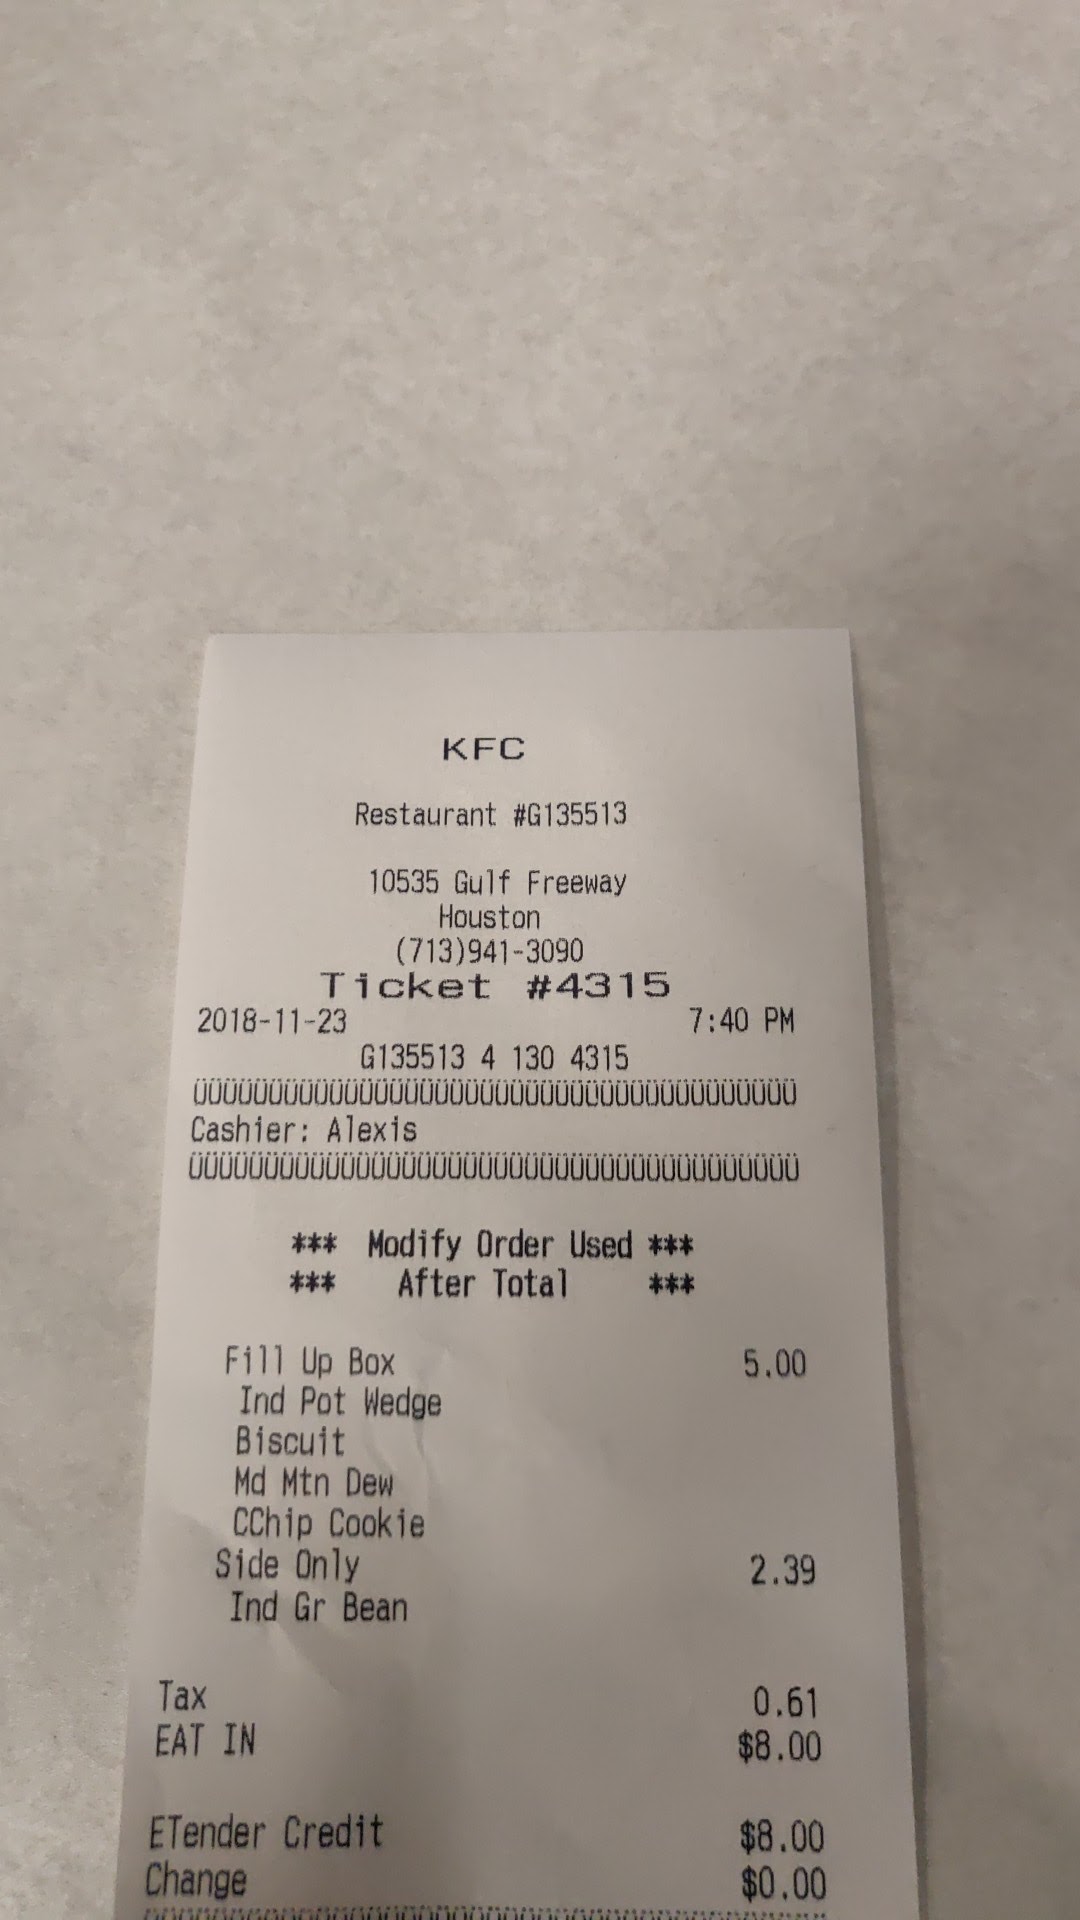 KFC
Restaurant #G135513
10535 Gulf Freeway
Houston
(713)941-3090
Ticket #4315
2018-11-23 7:40 PM
G135513 4 130 4315
ÜÜÜÜÜÜÜÜÜÜÜÜÜÜÜÜÜÜÜÜÜÜÜÜÜÜÜÜÜÜÜÜÜÜÜÜÜÜÜÜ
Cashier: Alexis
ÜÜÜÜÜÜÜÜÜÜÜÜÜÜÜÜÜÜÜÜÜÜÜÜÜÜÜÜÜÜÜÜÜÜÜÜÜÜÜÜ
*** Modify Order Used ***
*** After Total ***
Fill Up Box 5.00
Ind Pot Wedge
Biscuit
Md Mtn Dew
CChip Cookie
Side Only 2.39
Ind Gr Bean
Tax 0.61
EAT IN $8.00
ETender Credit $8.00
Change $0.00